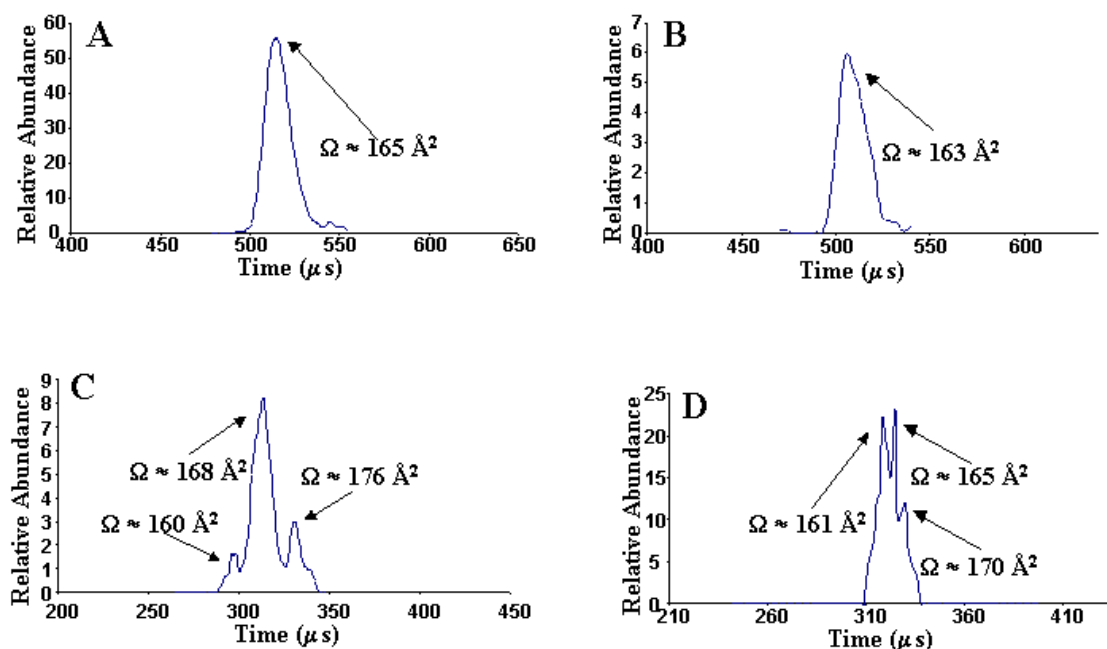 A
Relative Abundance
60
50
40
30
20
10
0
Ω ≈ 165 Å²
400
450
500
550
600
650
Time (μs)
B
Relative Abundance
7
6
5
4
3
2
1
0
Ω ≈ 163 Å²
400
450
500
550
600
Time (μs)
C
Relative Abundance
9
8
7
6
5
4
3
2
1
0
Ω ≈ 168 Å²
Ω ≈ 176 Å²
Ω ≈ 160 Å²
200
250
300
350
400
450
Time (μs)
D
Relative Abundance
25
20
15
10
5
0
Ω ≈ 165 Å²
Ω ≈ 161 Å²
Ω ≈ 170 Å²
210
260
310
360
410
Time (μs)